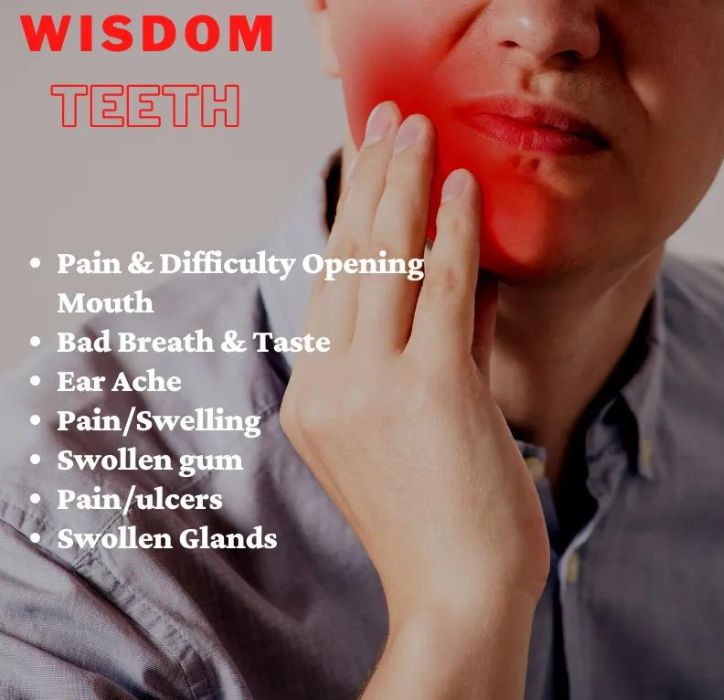 WISDOM
TEETH
• Pain & Difficulty Opening
Mouth
• Bad Breath & Taste
• Ear Ache
• Pain/Swelling
• Swollen gum
• Pain/ulcers
• Swollen Glands